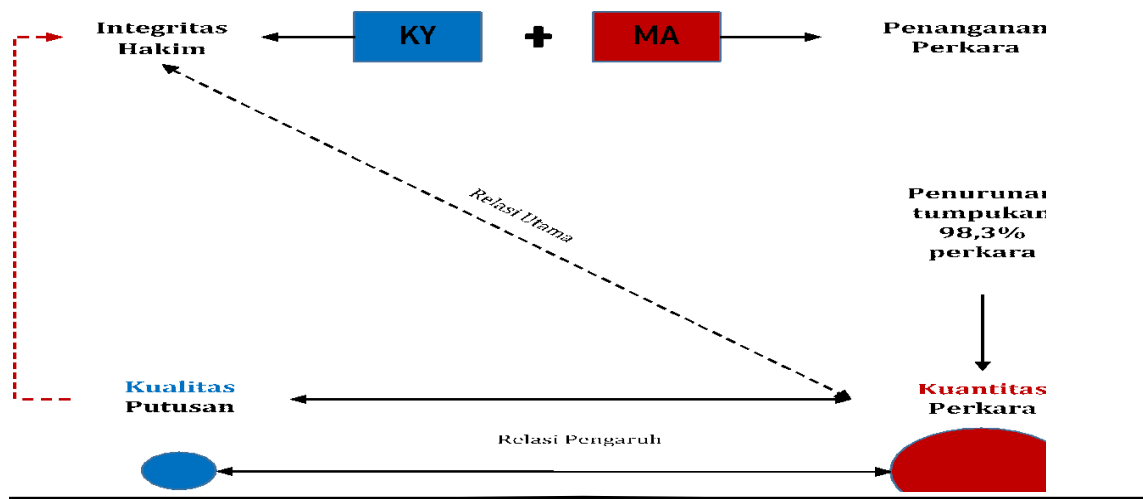 Integritas
Hakim
KY
+
MA
Penanganan
Perkara
Relasi Utama
Penurunan
tumpukan
98,3%
perkara
Kualitas
Putusan
Kuantitas
Perkara
Relasi Pengaruh